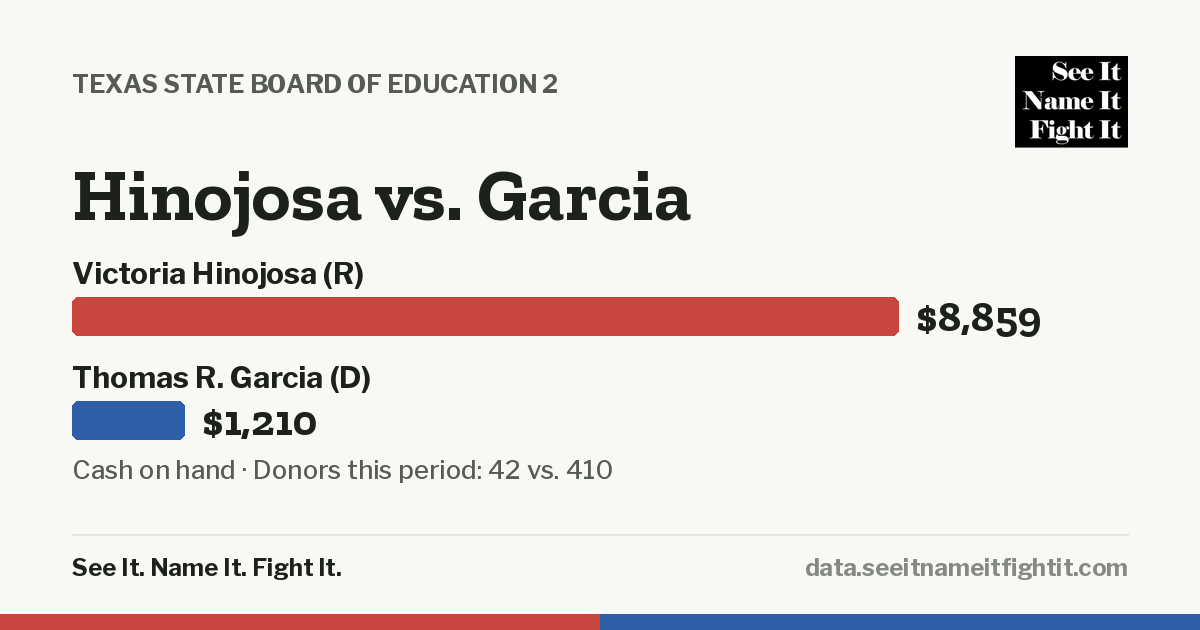 TEXAS STATE BOARD OF EDUCATION 2
See It
Name It
Fight It
Hinojosa vs. Garcia
Victoria Hinojosa (R)
$8,859
Thomas R. Garcia (D)
$1,210
Cash on hand · Donors this period: 42 vs. 410
See It. Name It. Fight It.
data.seeitnameitfightit.com